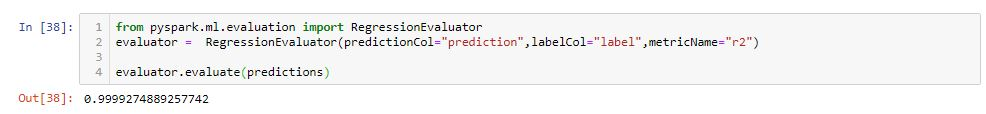 In [38]:
1 from pyspark.ml.evaluation import RegressionEvaluator
2 evaluator =  RegressionEvaluator(predictionCol="prediction",labelCol="label",metricName="r2")
3
4 evaluator.evaluate(predictions)
Out[38]: 0.9999274889257742